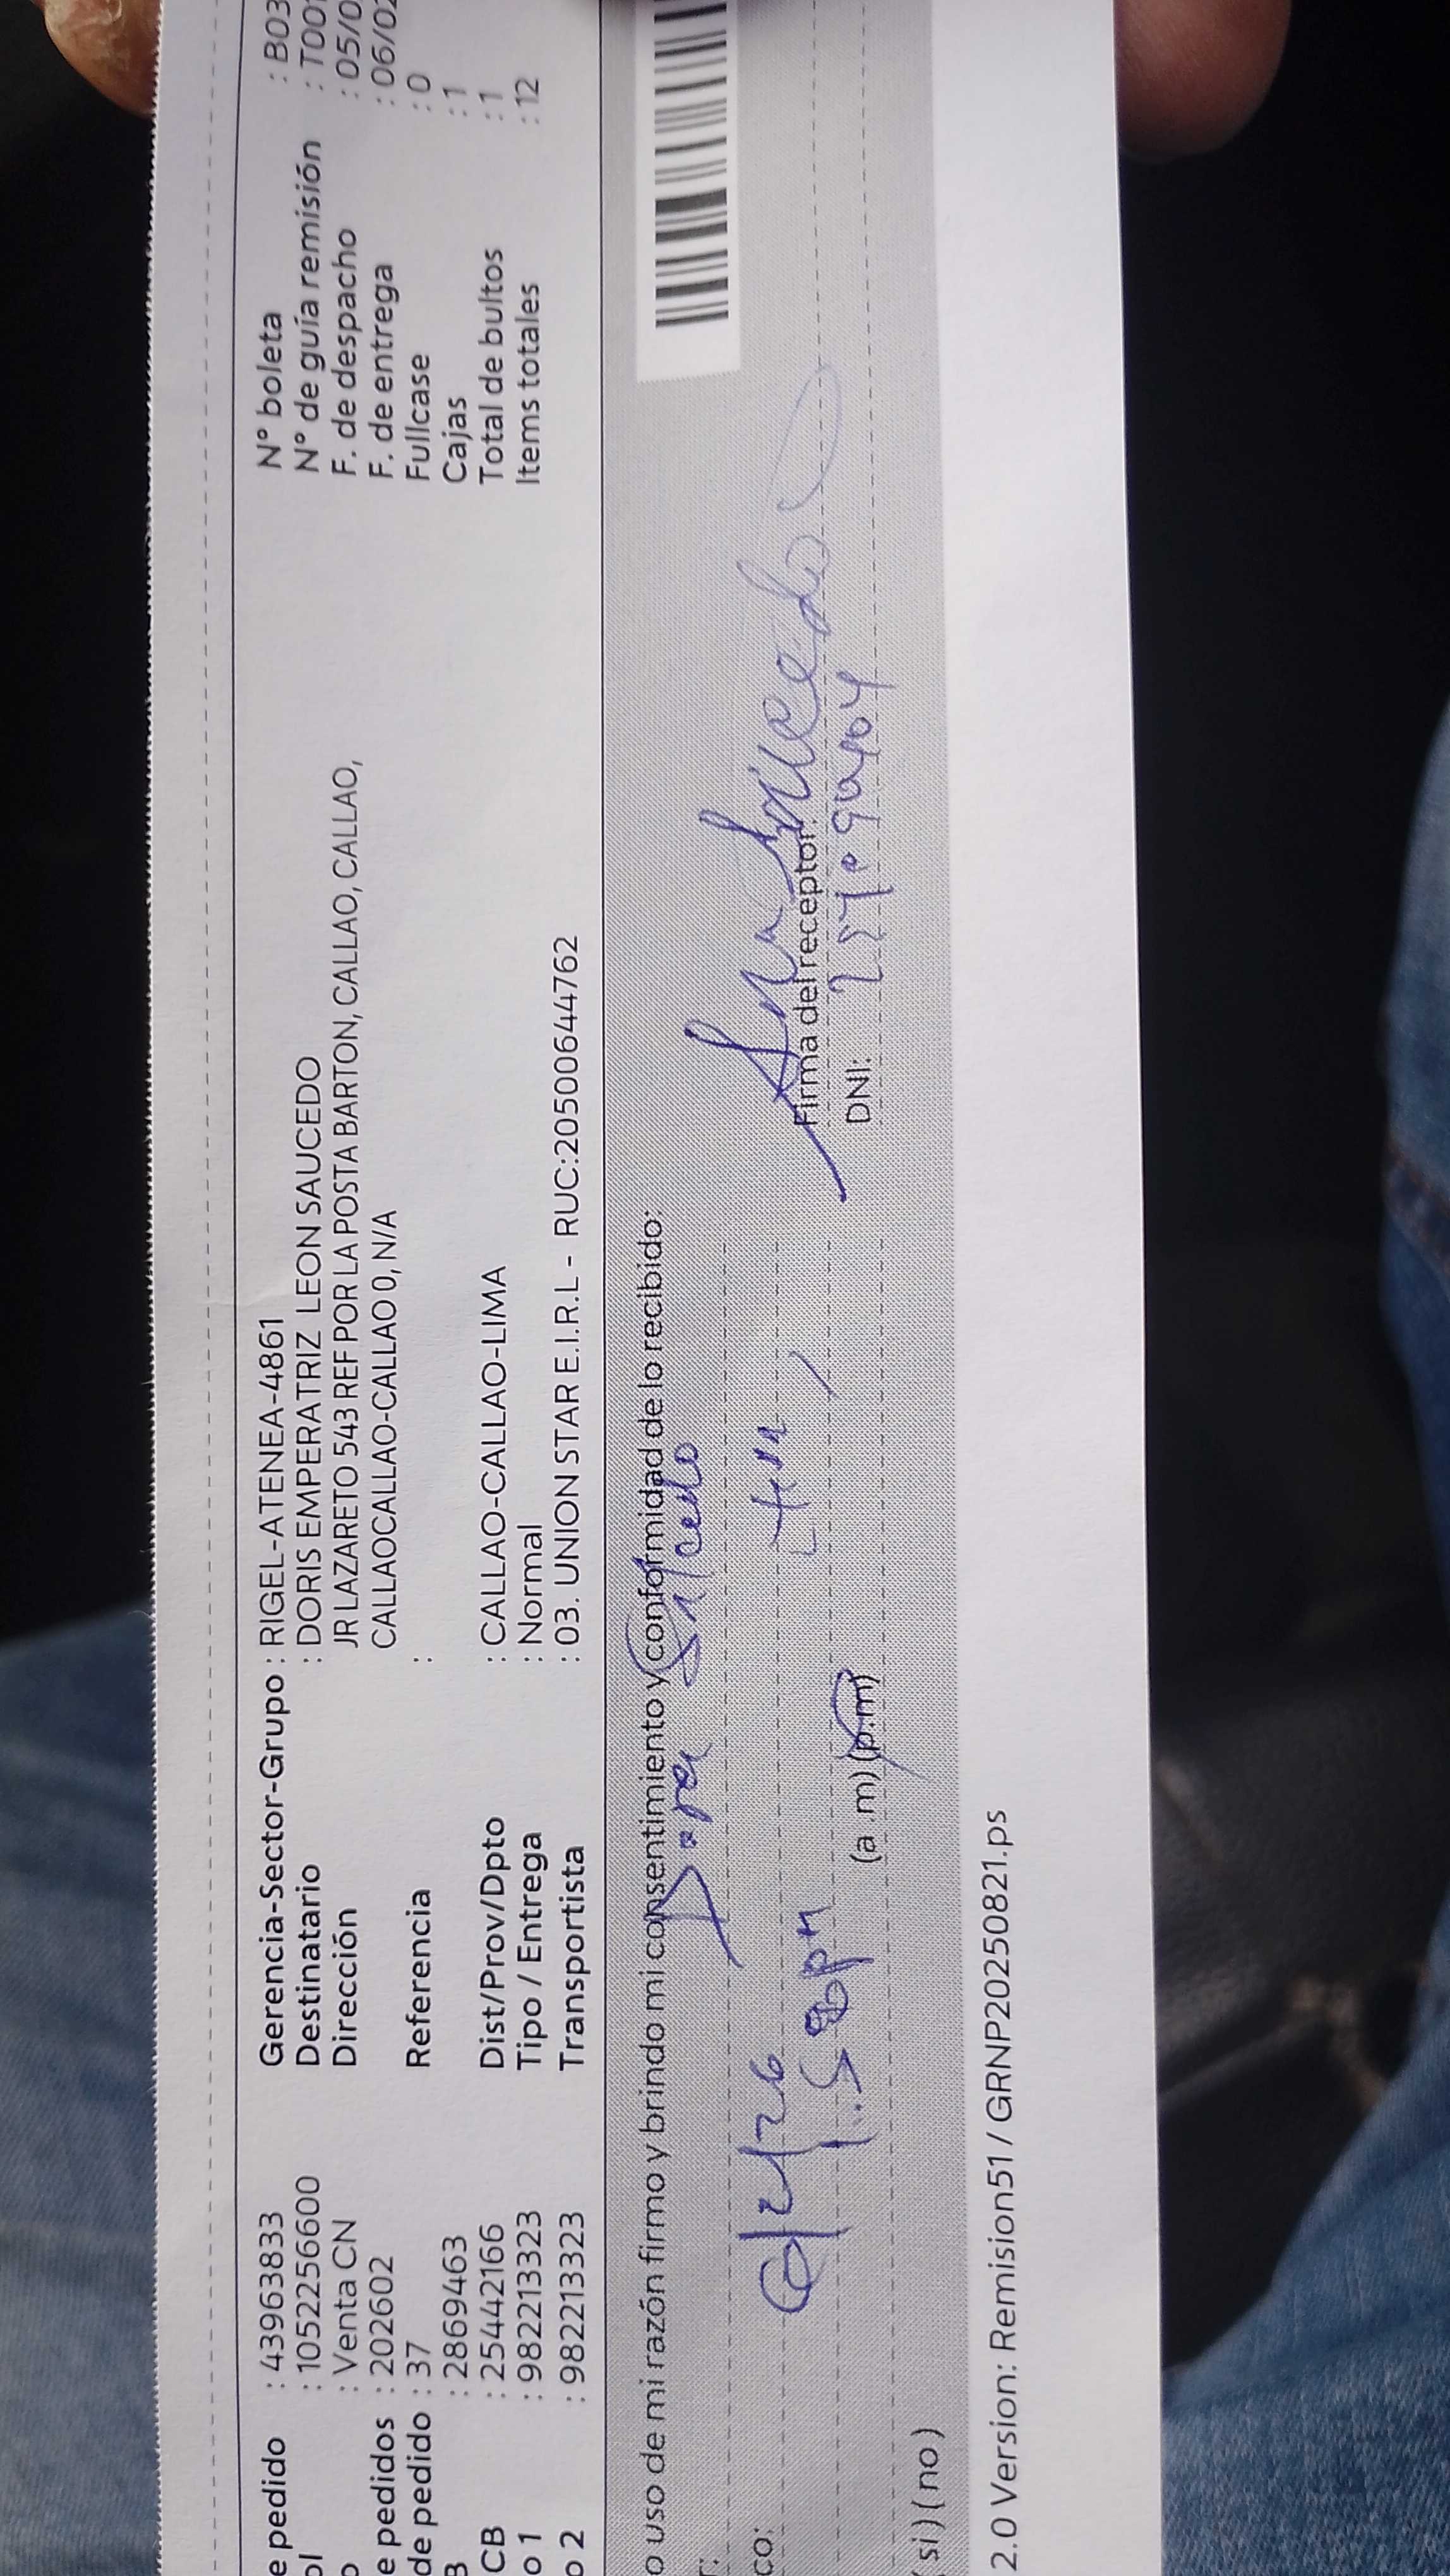 e pedido : 43963833 Gerencia-Sector-Grupo : RIGEL-ATENEA-4861 N° boleta : B03
ol : 1052256600 Destinatario : DORIS EMPERATRIZ LEON SAUCEDO N° de guía remisión : T001
o : Venta CN Dirección JR LAZARETO 543 REF POR LA POSTA BARTON, CALLAO, CALLAO, F. de despacho : 05/0
e pedidos : 202602 CALLAOCALLAO-CALLAO 0, N/A F. de entrega : 06/02
de pedido : 37 Referencia : Fullcase : 0
B : 2869463 Cajas : 1
CB : 25442166 Dist/Prov/Dpto : CALLAO-CALLAO-LIMA Total de bultos : 1
o 1 : 982213323 Tipo / Entrega : Normal Items totales : 12
o 2 : 982213323 Transportista : 03. UNION STAR E.I.R.L - RUC:20500644762
o uso de mi razón firmo y brindo mi consentimiento y conformidad de lo recibido:
r:
co:
Firma del receptor:
(a m) (p.m) DNI:
(si) (no)
2.0 Version: Remision51 / GRNP20250821.ps